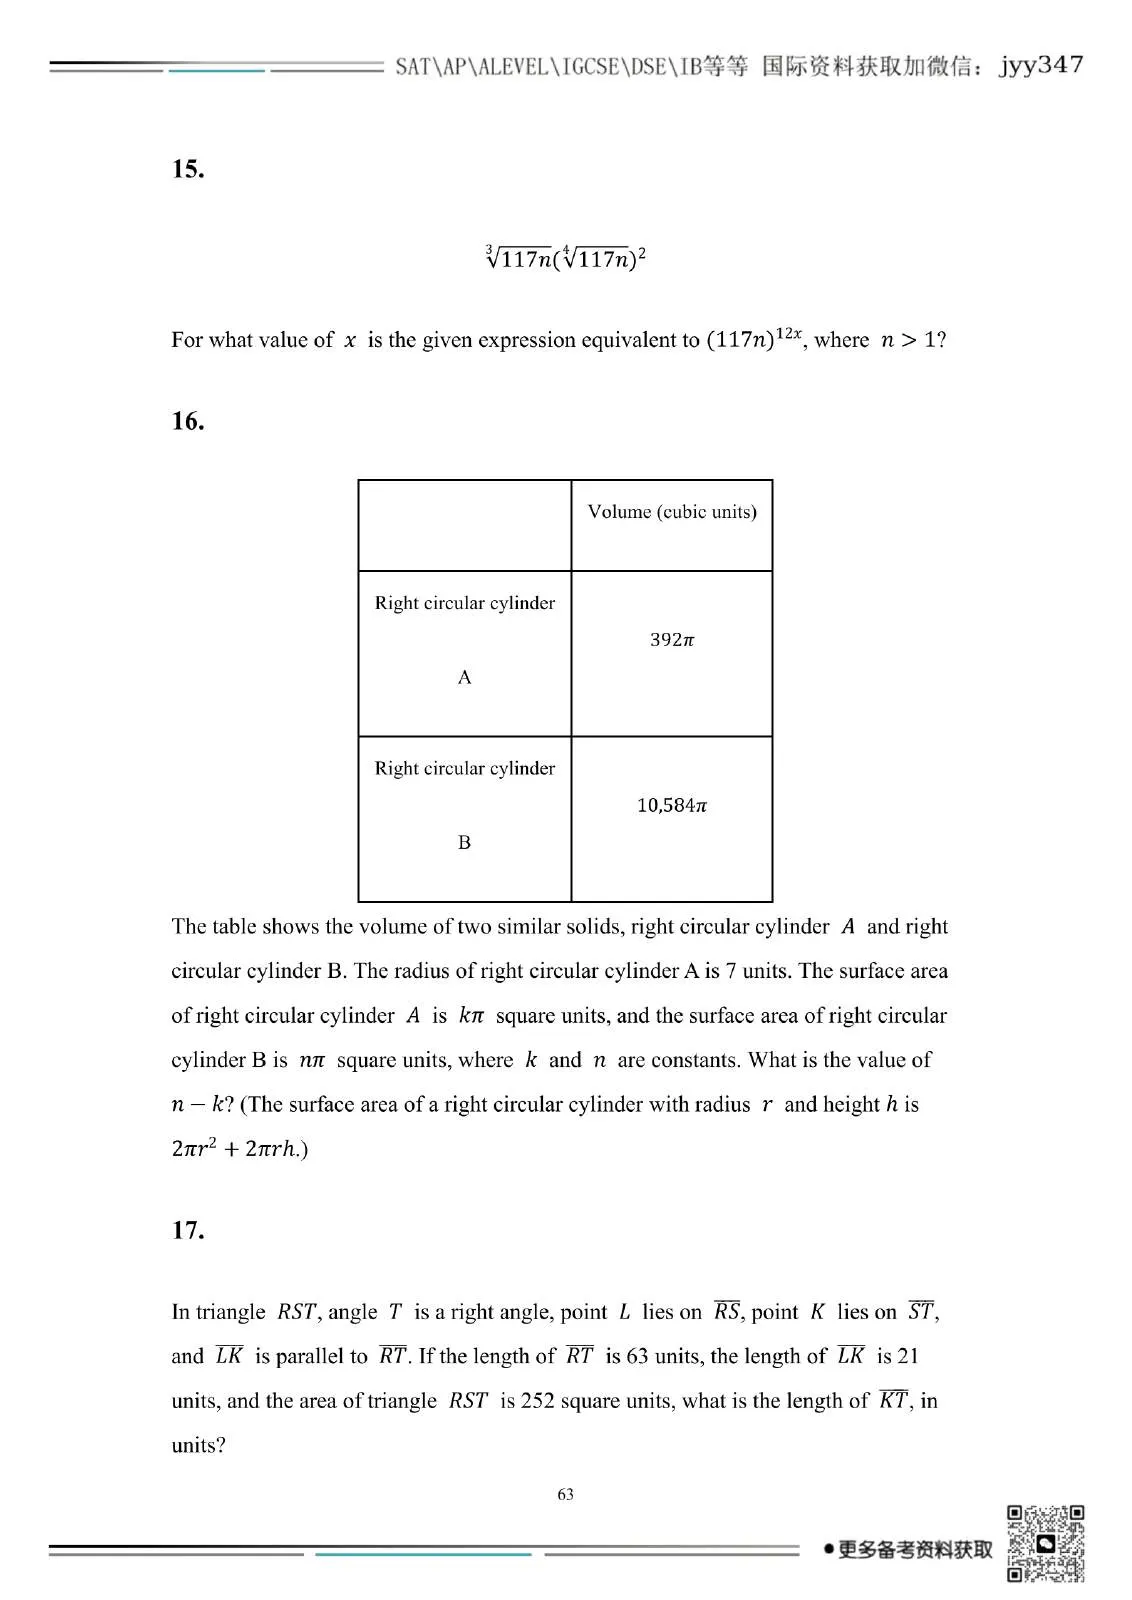 SAT\AP\ALEVEL\IGCSE\DSE\IB等等 国际资料获取加微信: jyy347
15.
∛117n(∜117n)²
For what value of x is the given expression equivalent to (117n)¹²ˣ, where n > 1?
16.
Volume (cubic units)
Right circular cylinder
392π
A
Right circular cylinder
10,584π
B
The table shows the volume of two similar solids, right circular cylinder A and right
circular cylinder B. The radius of right circular cylinder A is 7 units. The surface area
of right circular cylinder A is kπ square units, and the surface area of right circular
cylinder B is nπ square units, where k and n are constants. What is the value of
n − k? (The surface area of a right circular cylinder with radius r and height h is
2πr² + 2πrh.)
17.
In triangle RST, angle T is a right angle, point L lies on R̅S̅, point K lies on S̅T̅,
and L̅K̅ is parallel to R̅T̅. If the length of R̅T̅ is 63 units, the length of L̅K̅ is 21
units, and the area of triangle RST is 252 square units, what is the length of K̅T̅, in
units?
63
●更多备考资料获取